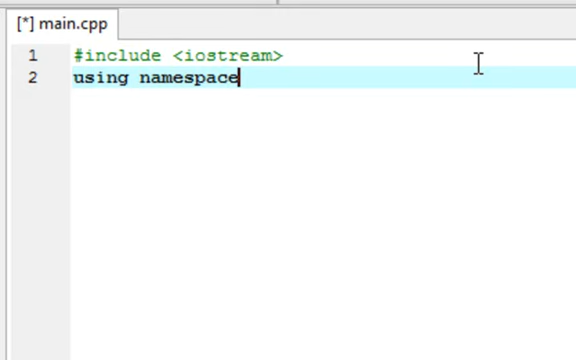 [*] main.cpp
1 #include <iostream>
2 using namespace